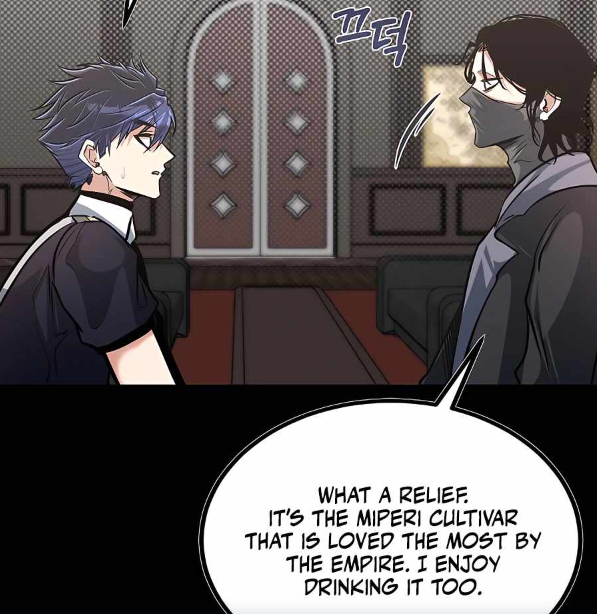 끄덕
WHAT A RELIEF.
IT'S THE MIPERI CULTIVAR
THAT IS LOVED THE MOST BY
THE EMPIRE. I ENJOY
DRINKING IT TOO.